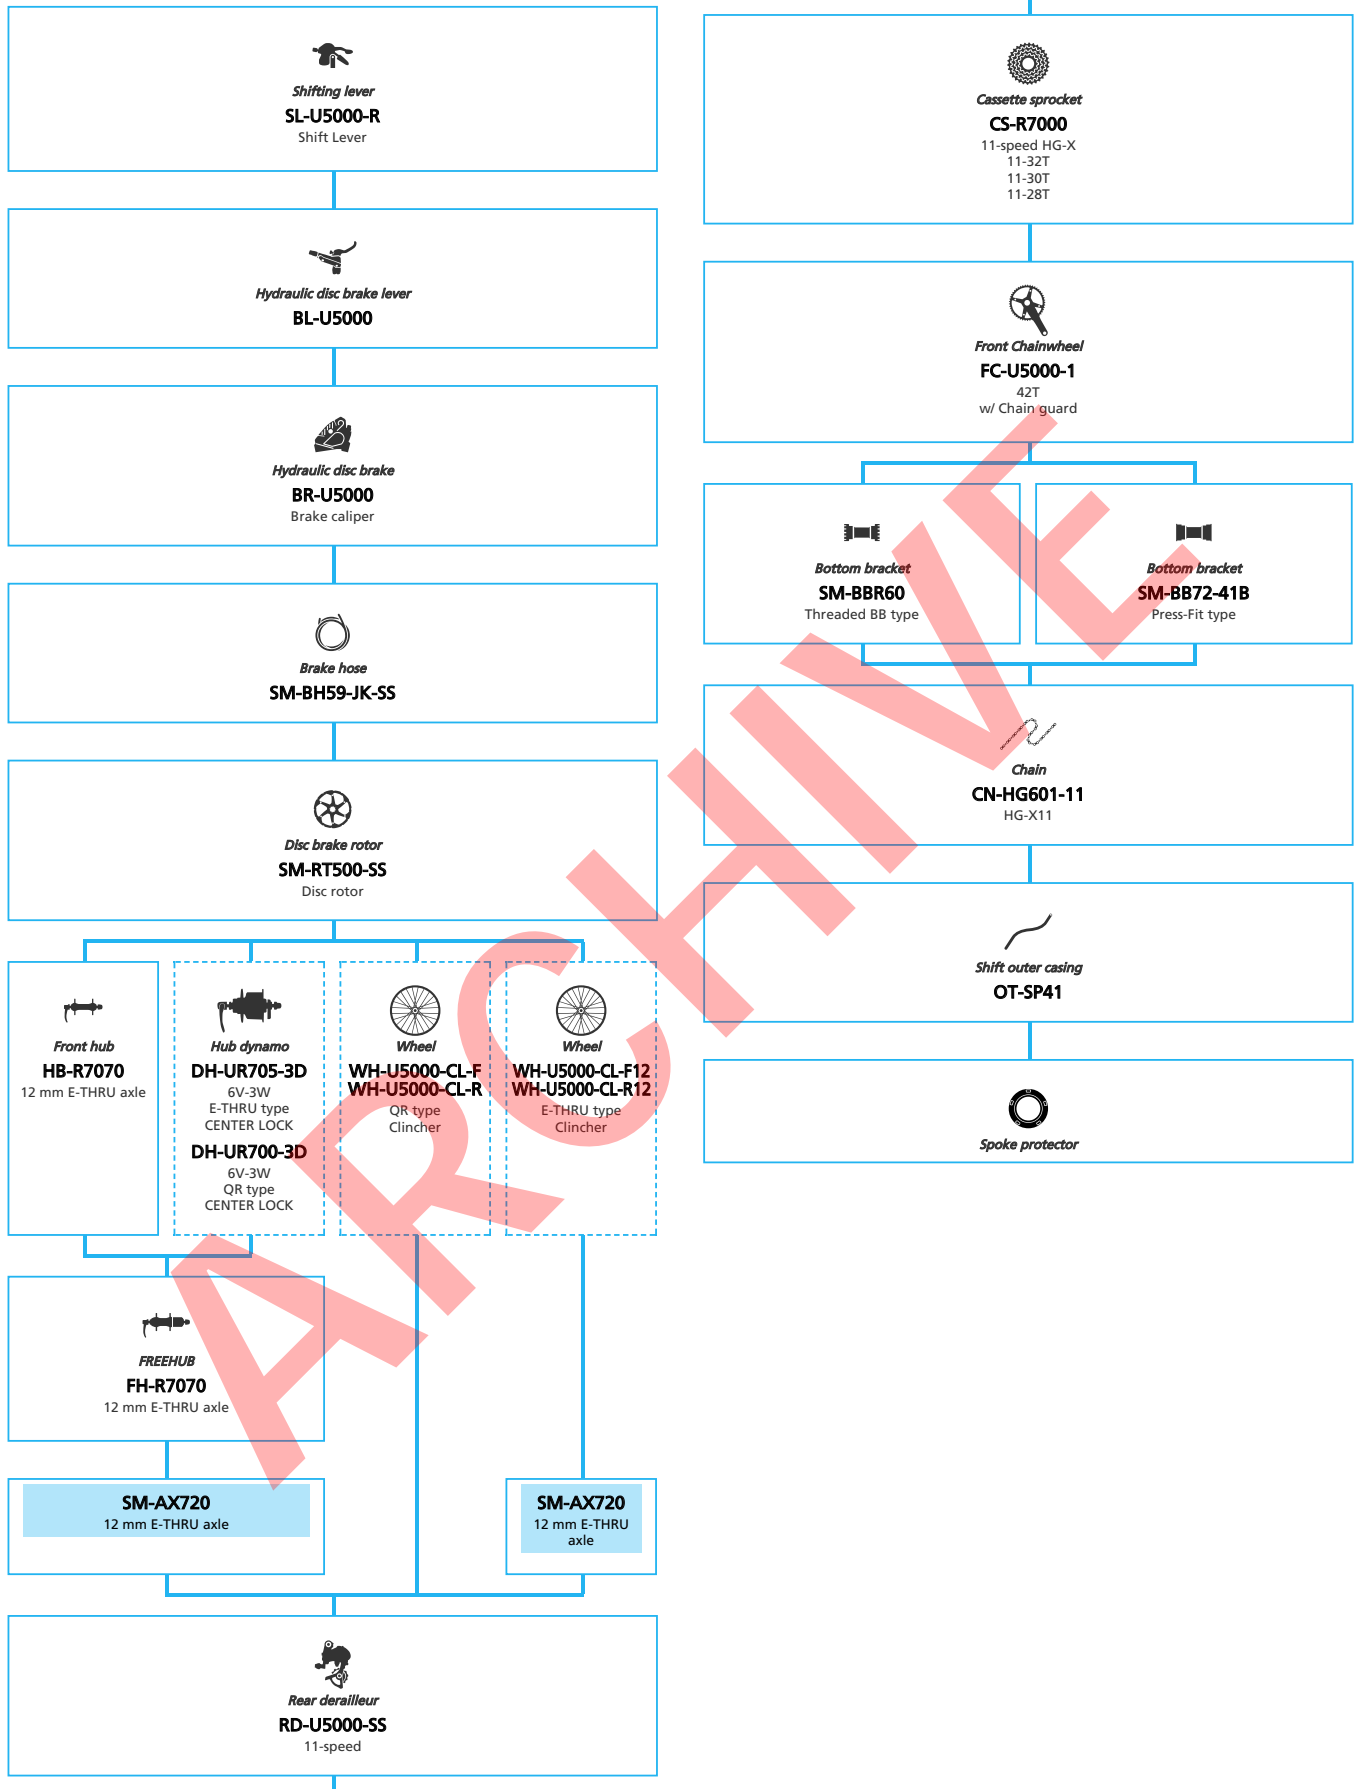 Shifting lever
SL-U5000-R
Shift Lever
Hydraulic disc brake lever
BL-U5000
Hydraulic disc brake
BR-U5000
Brake caliper
Brake hose
SM-BH59-JK-SS
Disc brake rotor
SM-RT500-SS
Disc rotor
Front hub
HB-R7070
12 mm E-THRU axle
Hub dynamo
DH-UR705-3D
6V-3W
E-THRU type
CENTER LOCK
DH-UR700-3D
6V-3W
QR type
CENTER LOCK
Wheel
WH-U5000-CL-F
WH-U5000-CL-R
QR type
Clincher
Wheel
WH-U5000-CL-F12
WH-U5000-CL-R12
E-THRU type
Clincher
FREEHUB
FH-R7070
12 mm E-THRU axle
SM-AX720
12 mm E-THRU axle
SM-AX720
12 mm E-THRU
axle
Rear derailleur
RD-U5000-SS
11-speed
Cassette sprocket
CS-R7000
11-speed HG-X
11-32T
11-30T
11-28T
Front Chainwheel
FC-U5000-1
42T
w/ Chain guard
Bottom bracket
SM-BBR60
Threaded BB type
Bottom bracket
SM-BB72-41B
Press-Fit type
Chain
CN-HG601-11
HG-X11
Shift outer casing
OT-SP41
Spoke protector
ARCHIVE